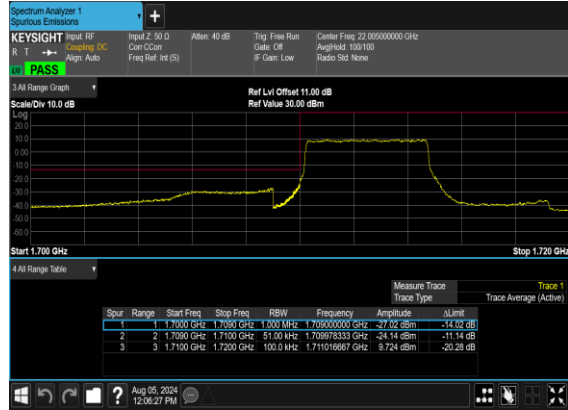 Spectrum Analyzer 1
Spurious Emissions
+
KEYSIGHT Input: RF Input Z: 50 Ω Atten: 40 dB Trig: Free Run Center Freq: 22.005000000 GHz
R T Coupling: DC Corr CCorr Gate: Off Avg|Hold: 100/100
Align: Auto Freq Ref: Int (S) IF Gain: Low Radio Std: None
PASS
3 All Range Graph
Ref Lvl Offset 11.00 dB
Scale/Div 10.0 dB Ref Value 30.00 dBm
Log
20.0
10.0
0.00
-10.0
-20.0
-30.0
-40.0
-50.0
-60.0
Start 1.700 GHz Stop 1.720 GHz
4 All Range Table
Measure Trace Trace 1
Trace Type Trace Average (Active)
Spur Range Start Freq Stop Freq RBW Frequency Amplitude ΔLimit
1 1 1.7000 GHz 1.7090 GHz 1.000 MHz 1.709000000 GHz -27.02 dBm -14.02 dB
2 2 1.7090 GHz 1.7100 GHz 51.00 kHz 1.709978333 GHz -24.14 dBm -11.14 dB
3 3 1.7100 GHz 1.7200 GHz 100.0 kHz 1.711016667 GHz 9.724 dBm -20.28 dB
?
Aug 05, 2024
12:06:27 PM